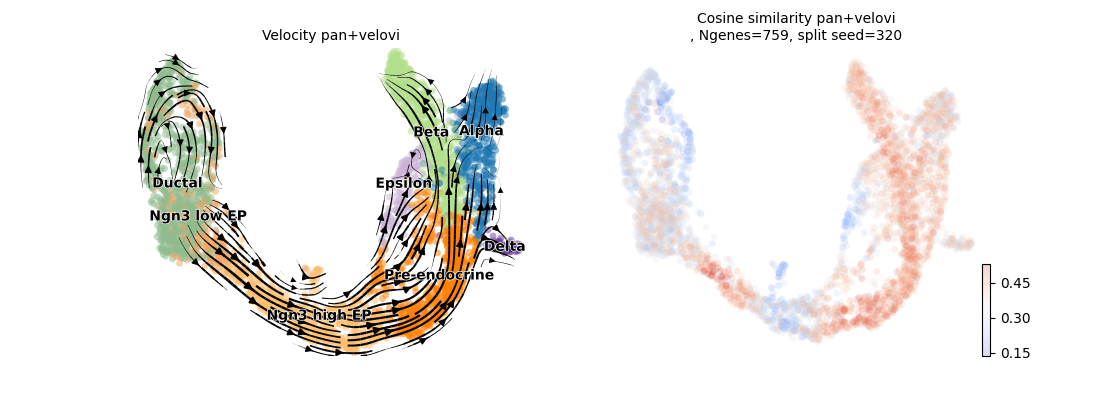 Velocity pan+velovi
Beta
Alpha
Ductal
Epsilon
Ngn3 low EP
Delta
Pre-endocrine
Ngn3 high EP
Cosine similarity pan+velovi
, Ngenes=759, split seed=320
0.45
0.30
0.15